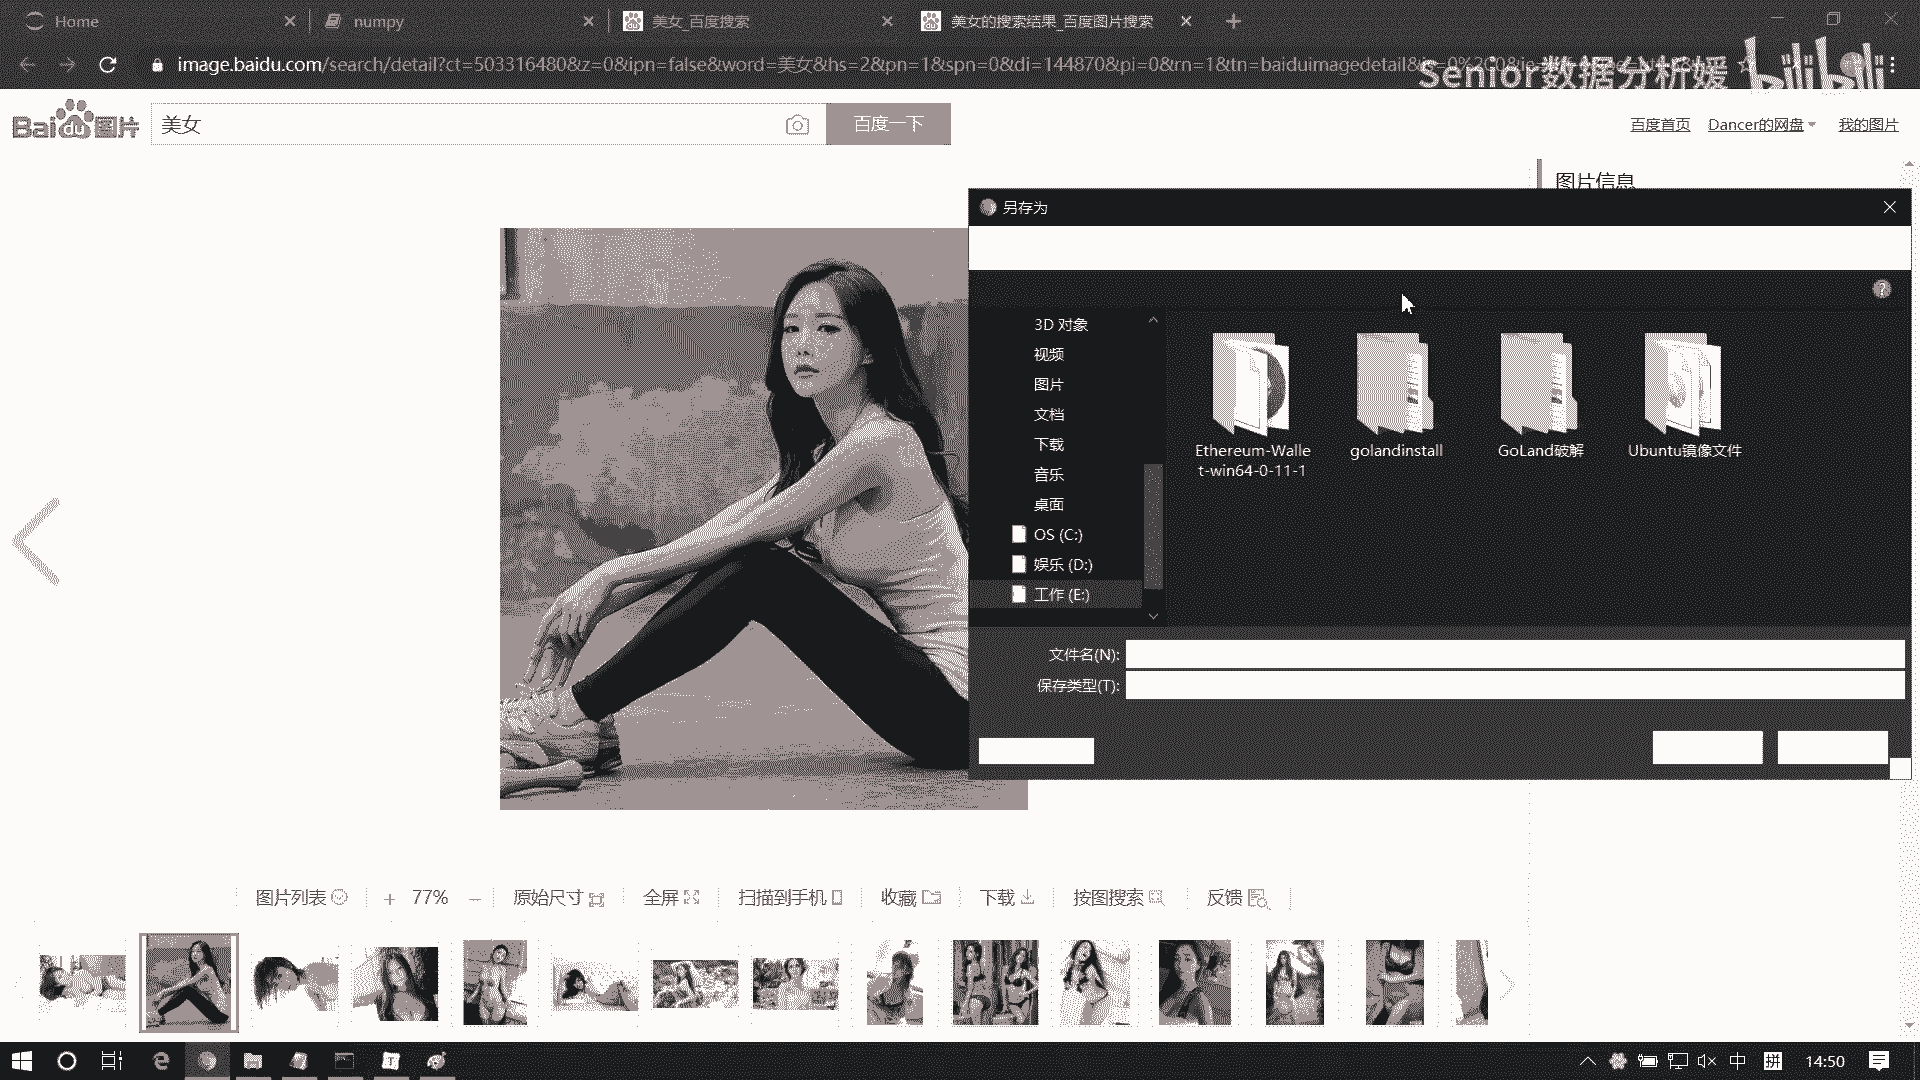 Home
numpy
美女_百度搜索
美女的搜索结果_百度图片搜索
image.baidu.com/search/detail?ct=503316480&z=0&ipn=false&word=美女&hs=2&pn=1&spn=0&di=144870&pi=0&rn=1&tn=baiduimagedetail
Senior数据分析媛 bilibili
Bai du 图片
美女
百度一下
百度首页
Dancer的网盘
我的图片
图片信息
另存为
3D 对象
视频
图片
文档
下载
音乐
桌面
OS (C:)
娱乐 (D:)
工作 (E:)
Ethereum-Walle
t-win64-0-11-1
golandinstall
GoLand破解
Ubuntu镜像文件
文件名(N):
保存类型(T):
图片列表
+ 77% −
原始尺寸
全屏
扫描到手机
收藏
下载
按图搜索
反馈
中
拼
14:50